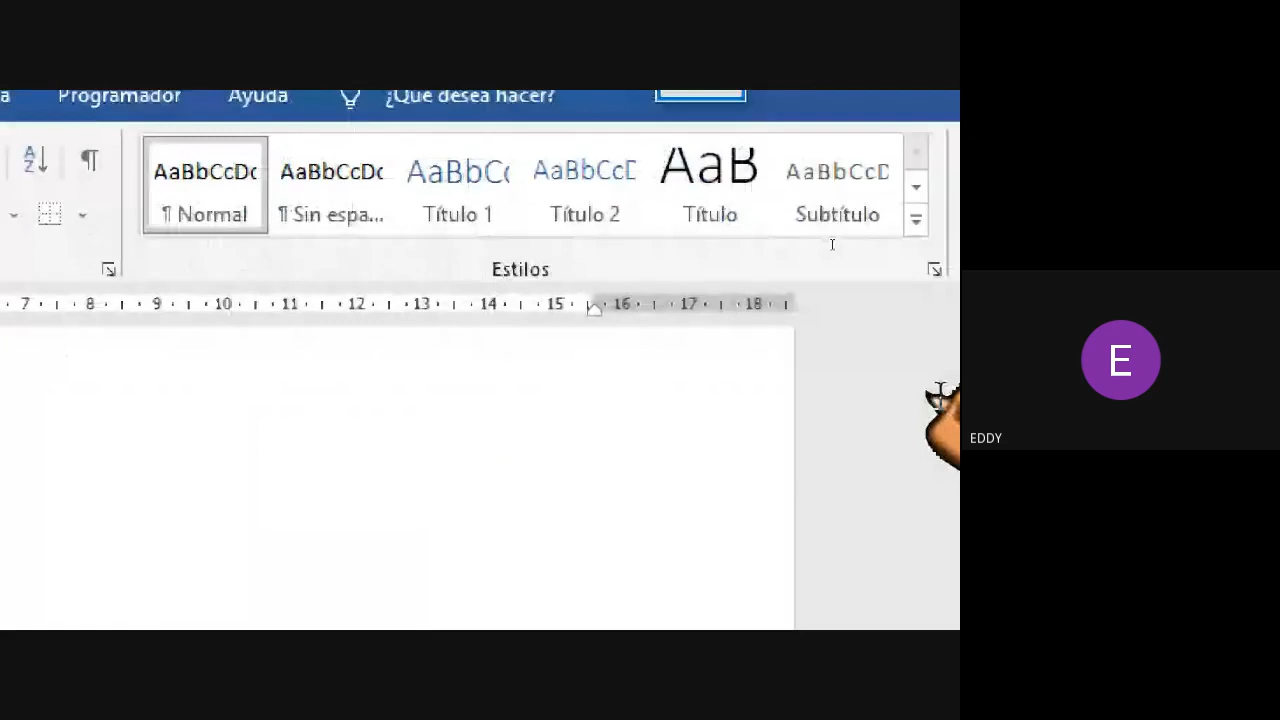 a Programador Ayuda ¿Que desea hacer?
AaBbCcDc AaBbCcDc AaBbCc AaBbCcD AaB AaBbCcD
¶ Normal ¶ Sin espa... Título 1 Título 2 Título Subtítulo
Estilos
7 8 9 10 11 12 13 14 15 16 17 18
E
EDDY